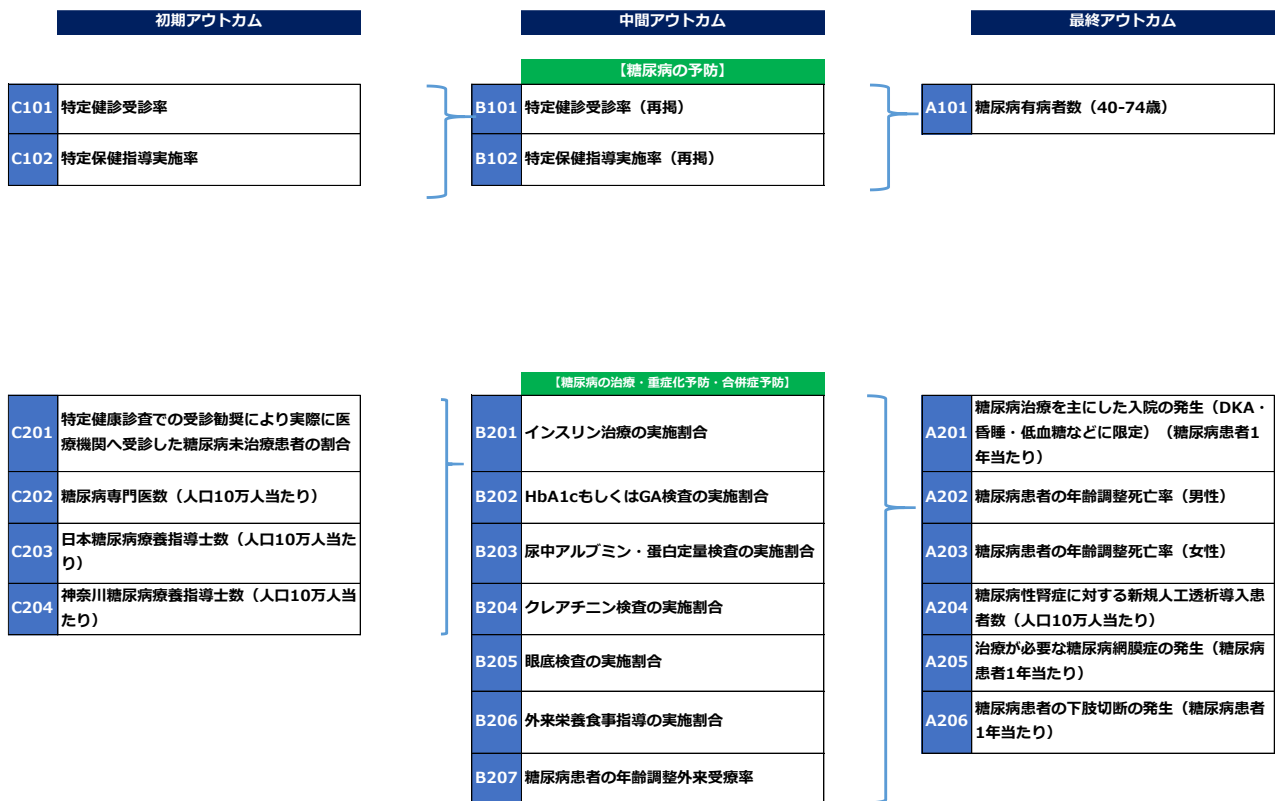 初期アウトカム
中間アウトカム
最終アウトカム
【糖尿病の予防】
C101 特定健診受診率
B101 特定健診受診率（再掲）
A101 糖尿病有病者数（40-74歳）
C102 特定保健指導実施率
B102 特定保健指導実施率（再掲）
【糖尿病の治療・重症化予防・合併症予防】
C201 特定健康診査での受診勧奨により実際に医
療機関へ受診した糖尿病未治療患者の割合
C202 糖尿病専門医数（人口10万人当たり）
C203 日本糖尿病療養指導士数（人口10万人当た
り）
C204 神奈川糖尿病療養指導士数（人口10万人当
たり）
B201 インスリン治療の実施割合
B202 HbA1cもしくはGA検査の実施割合
B203 尿中アルブミン・蛋白定量検査の実施割合
B204 クレアチニン検査の実施割合
B205 眼底検査の実施割合
B206 外来栄養食事指導の実施割合
B207 糖尿病患者の年齢調整外来受療率
A201 糖尿病治療を主にした入院の発生（DKA・
昏睡・低血糖などに限定）（糖尿病患者1
年当たり）
A202 糖尿病患者の年齢調整死亡率（男性）
A203 糖尿病患者の年齢調整死亡率（女性）
A204 糖尿病性腎症に対する新規人工透析導入患
者数（人口10万人当たり）
A205 治療が必要な糖尿病網膜症の発生（糖尿病
患者1年当たり）
A206 糖尿病患者の下肢切断の発生（糖尿病患者
1年当たり）